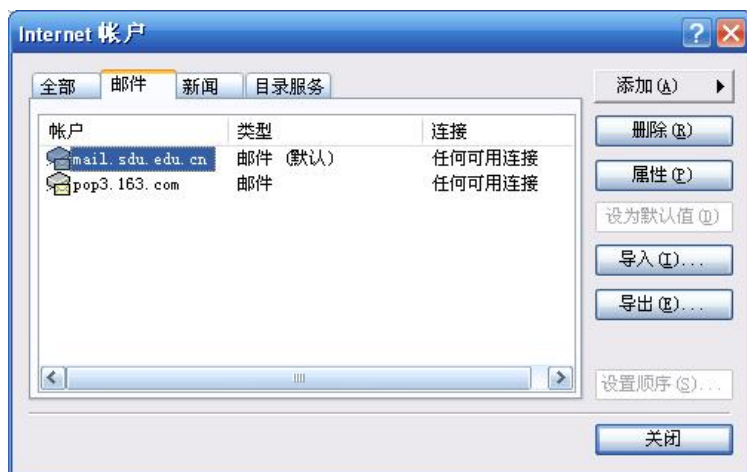 Internet 帐户
全部 邮件 新闻 目录服务
帐户 类型 连接
mail.sdu.edu.cn 邮件 (默认) 任何可用连接
pop3.163.com 邮件 任何可用连接
添加(A)
删除(R)
属性(P)
设为默认值(D)
导入(I)...
导出(E)...
设置顺序(S)...
关闭